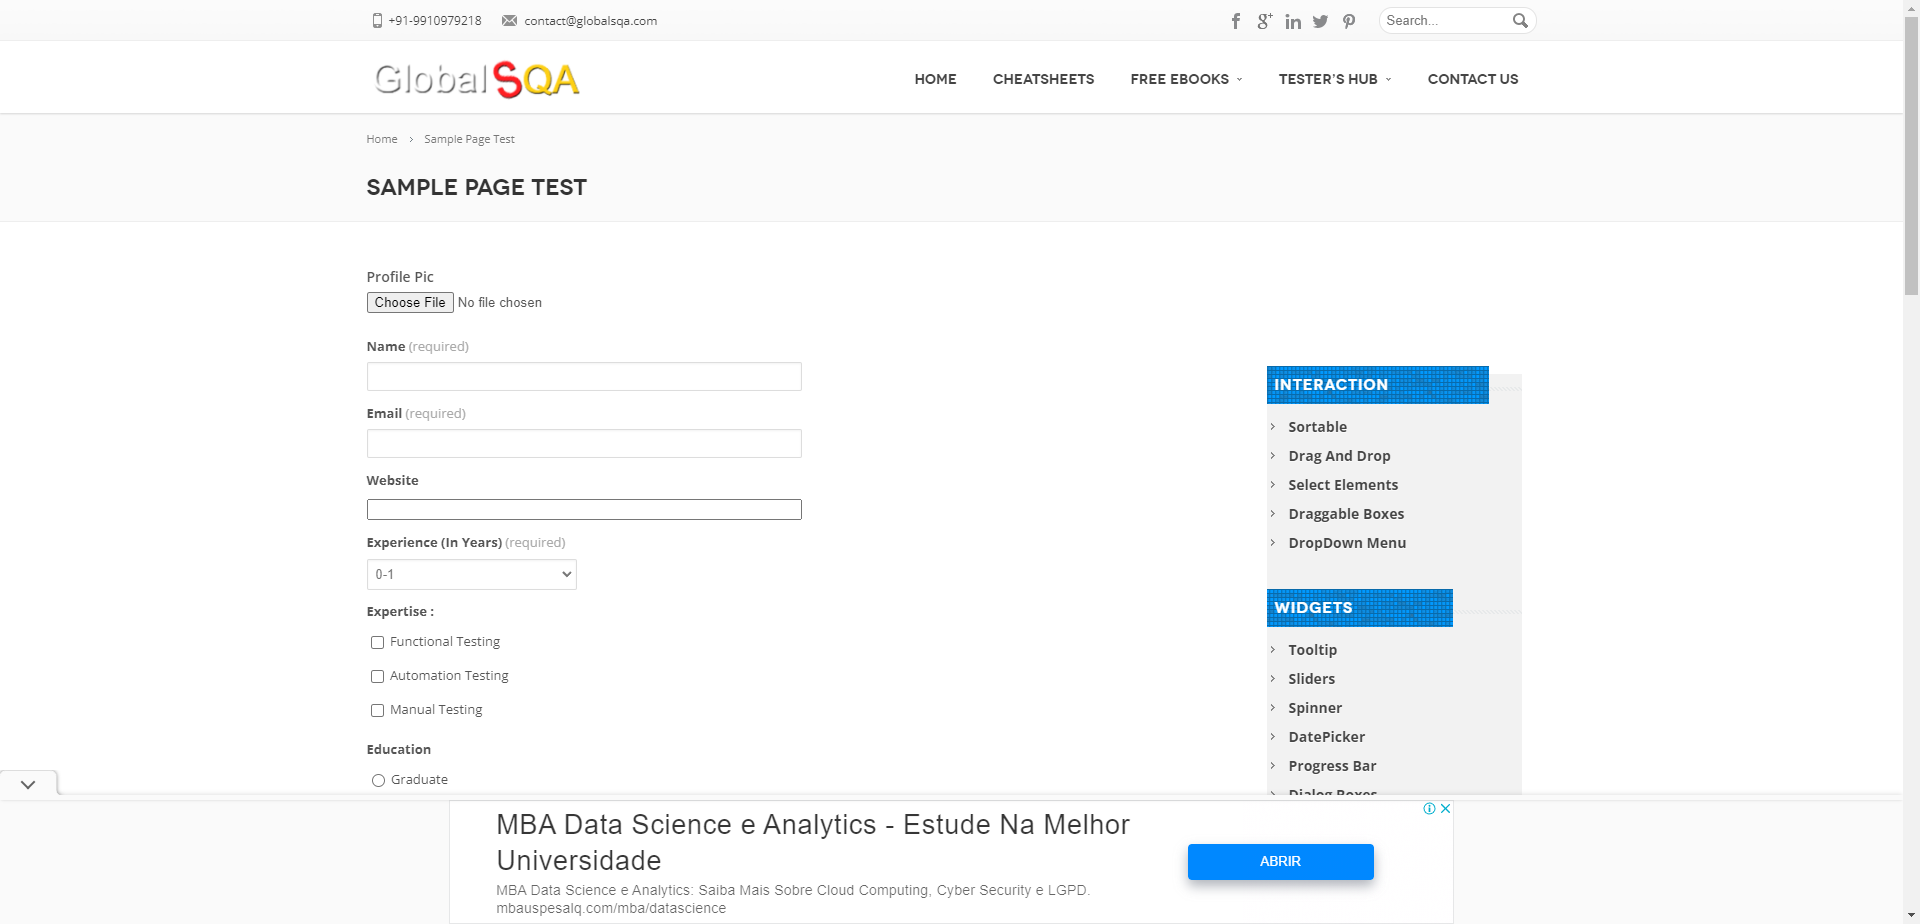 +91-9910979218 contact@globalsqa.com Search...
GlobalSQA
HOME CHEATSHEETS FREE EBOOKS TESTER'S HUB CONTACT US
Home › Sample Page Test
SAMPLE PAGE TEST
Profile Pic
Choose File No file chosen
Name (required)
Email (required)
Website
Experience (In Years) (required)
0-1
Expertise :
Functional Testing
Automation Testing
Manual Testing
Education
Graduate
INTERACTION
Sortable
Drag And Drop
Select Elements
Draggable Boxes
DropDown Menu
WIDGETS
Tooltip
Sliders
Spinner
DatePicker
Progress Bar
Dialog Boxes
MBA Data Science e Analytics - Estude Na Melhor
Universidade
MBA Data Science e Analytics: Saiba Mais Sobre Cloud Computing, Cyber Security e LGPD.
mbauspesalq.com/mba/datascience
ABRIR